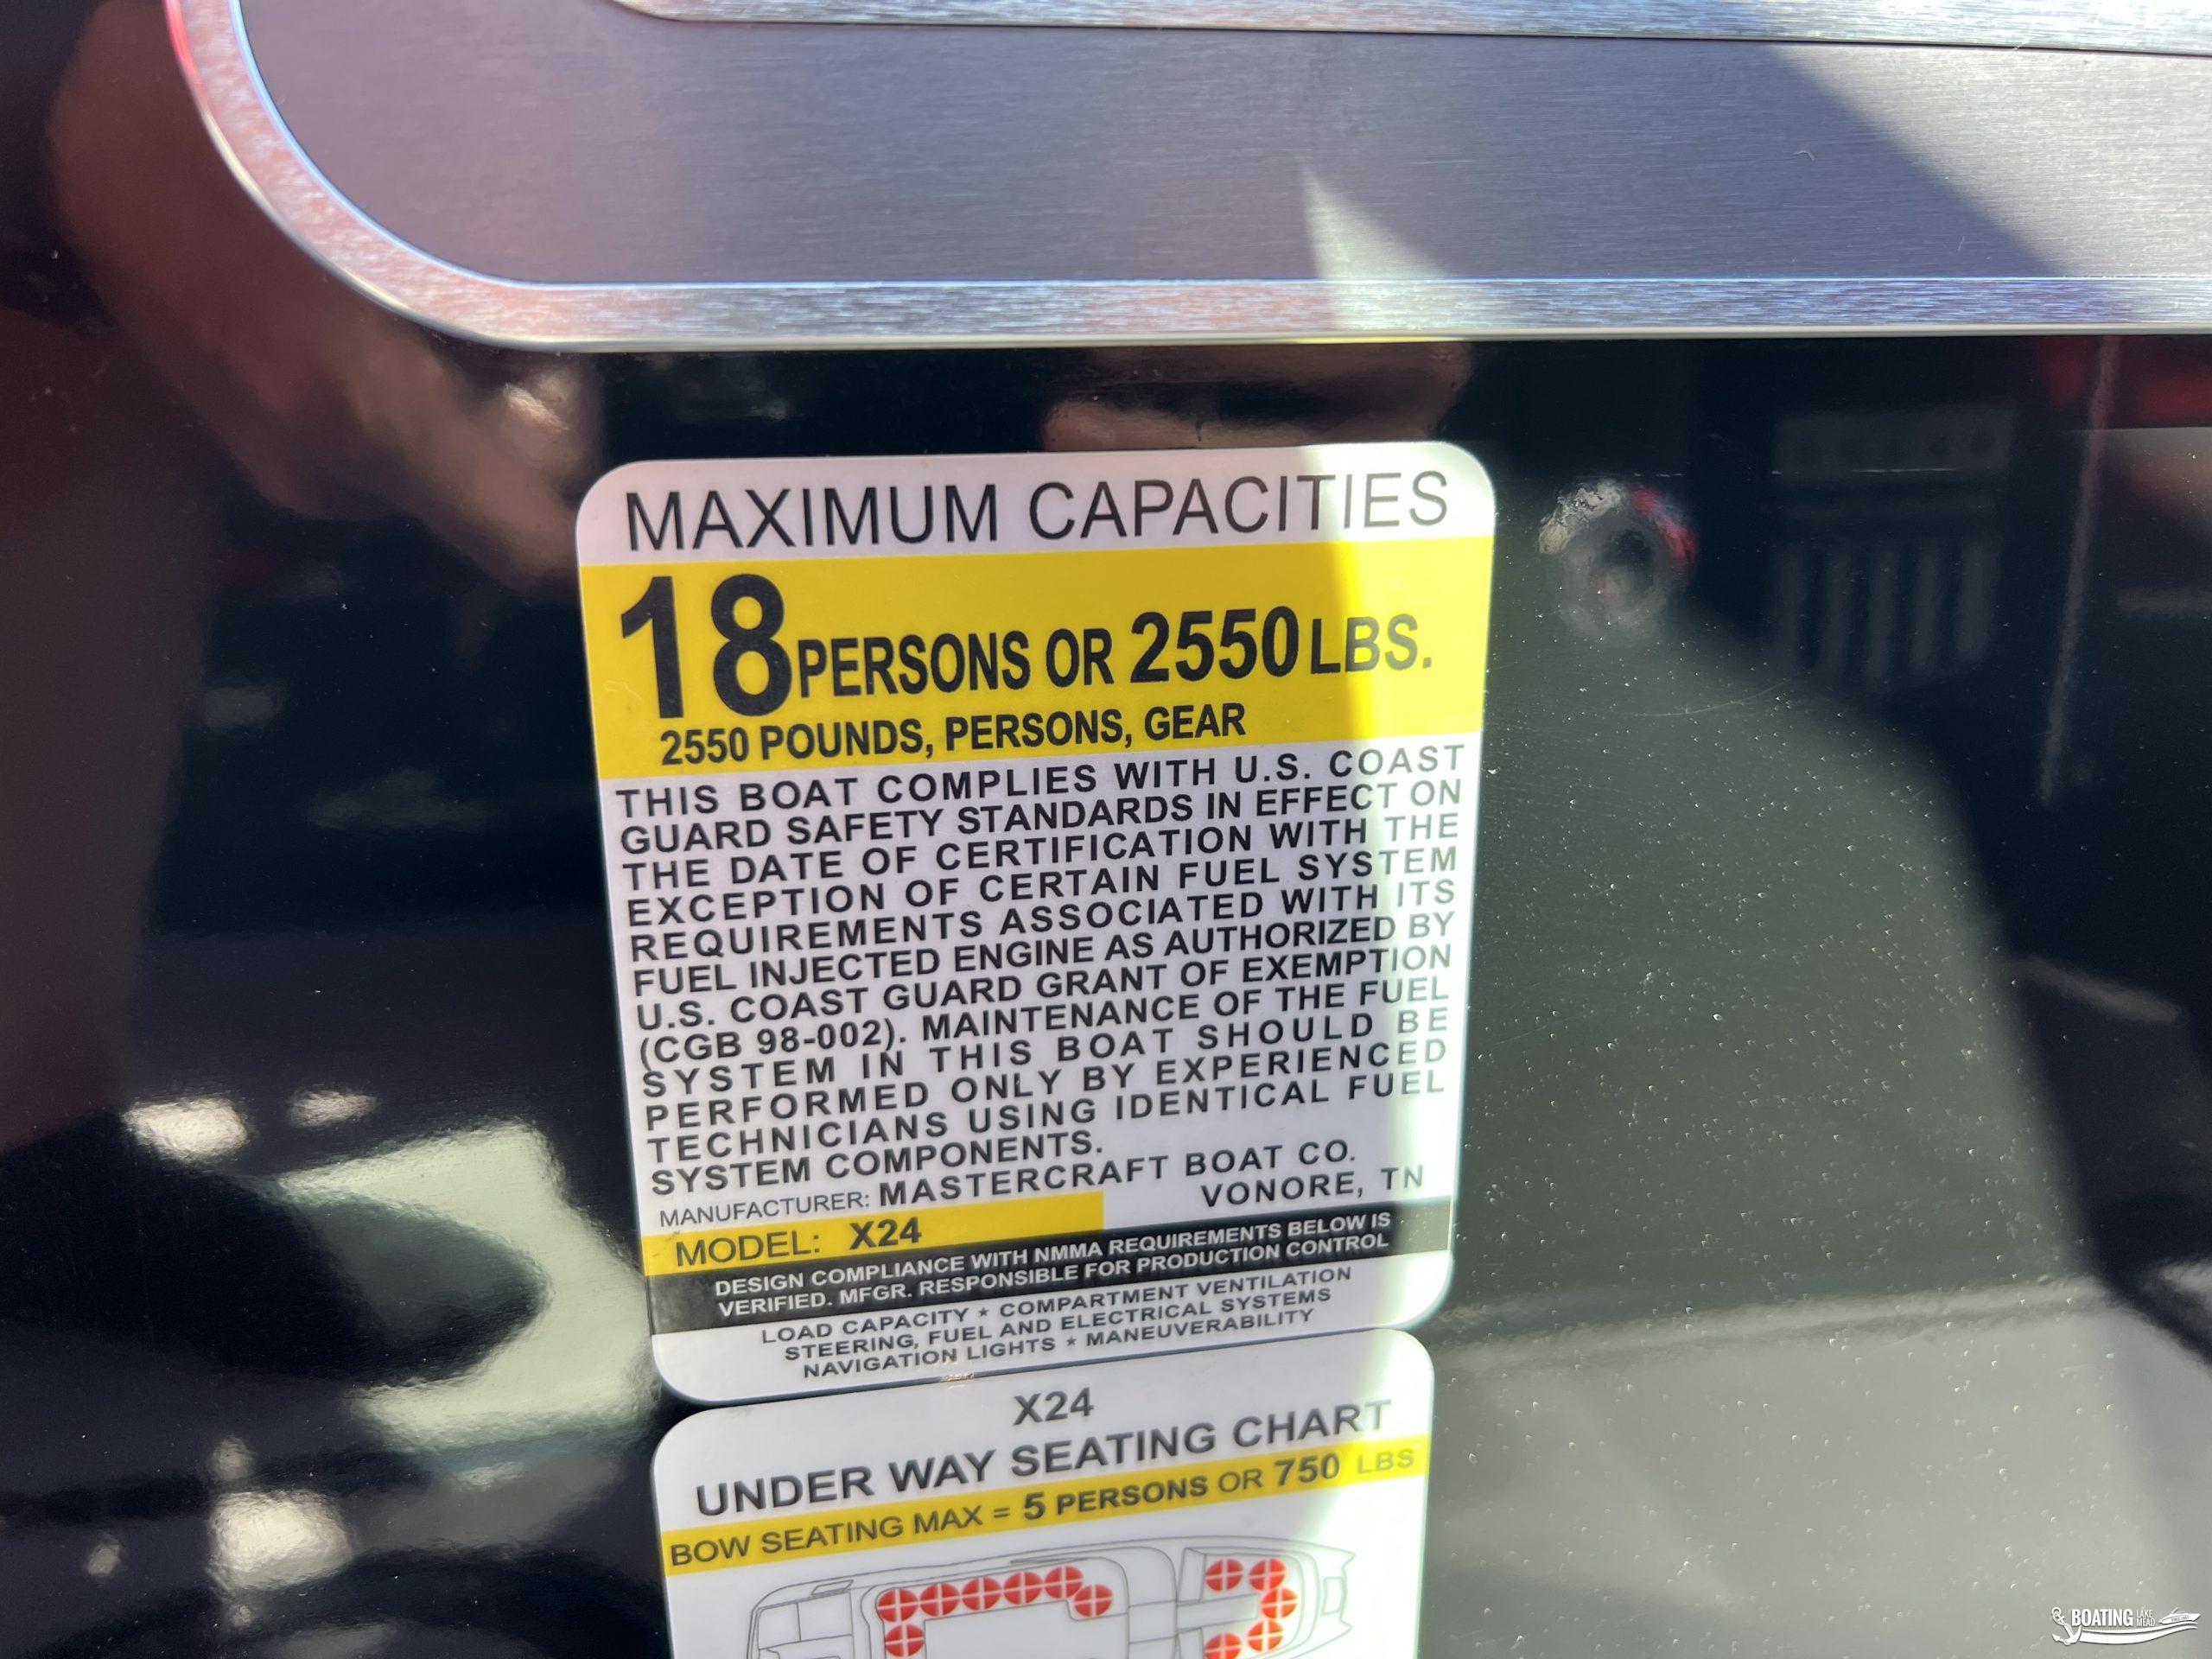 MAXIMUM CAPACITIES
18 PERSONS OR 2550 LBS.
2550 POUNDS, PERSONS, GEAR
THIS BOAT COMPLIES WITH U.S. COAST
GUARD SAFETY STANDARDS IN EFFECT ON
THE DATE OF CERTIFICATION WITH THE
EXCEPTION OF CERTAIN FUEL SYSTEM
REQUIREMENTS ASSOCIATED WITH ITS
FUEL INJECTED ENGINE AS AUTHORIZED BY
U.S. COAST GUARD GRANT OF EXEMPTION
(CGB 98-002). MAINTENANCE OF THE FUEL
SYSTEM IN THIS BOAT SHOULD BE
PERFORMED ONLY BY EXPERIENCED
TECHNICIANS USING IDENTICAL FUEL
SYSTEM COMPONENTS.
MANUFACTURER: MASTERCRAFT BOAT CO.
VONORE, TN
MODEL: X24
DESIGN COMPLIANCE WITH NMMA REQUIREMENTS BELOW IS
VERIFIED. MFGR. RESPONSIBLE FOR PRODUCTION CONTROL
LOAD CAPACITY * COMPARTMENT VENTILATION
STEERING, FUEL AND ELECTRICAL SYSTEMS
NAVIGATION LIGHTS * MANEUVERABILITY
X24
UNDER WAY SEATING CHART
BOW SEATING MAX = 5 PERSONS OR 750 LBS
BOATING LAKE MEAD